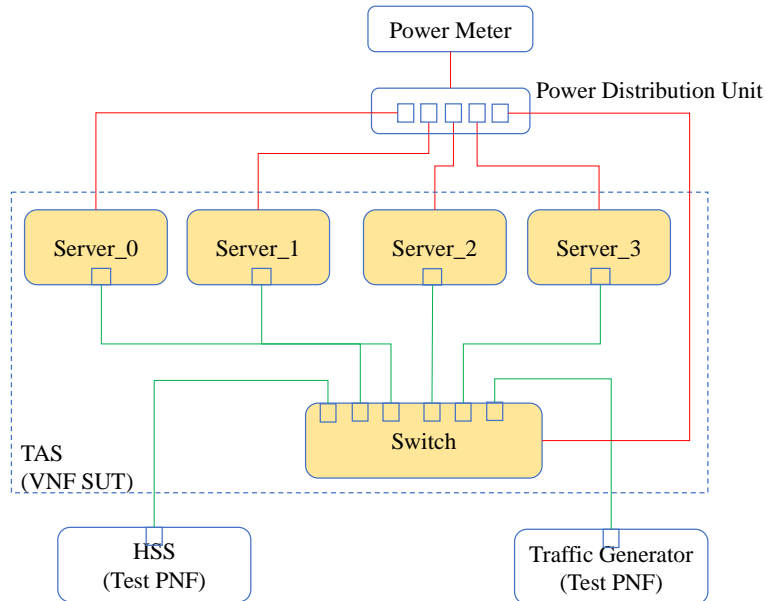 Power Meter
Power Distribution Unit
Server_0
Server_1
Server_2
Server_3
Switch
TAS
(VNF SUT)
HSS
(Test PNF)
Traffic Generator
(Test PNF)